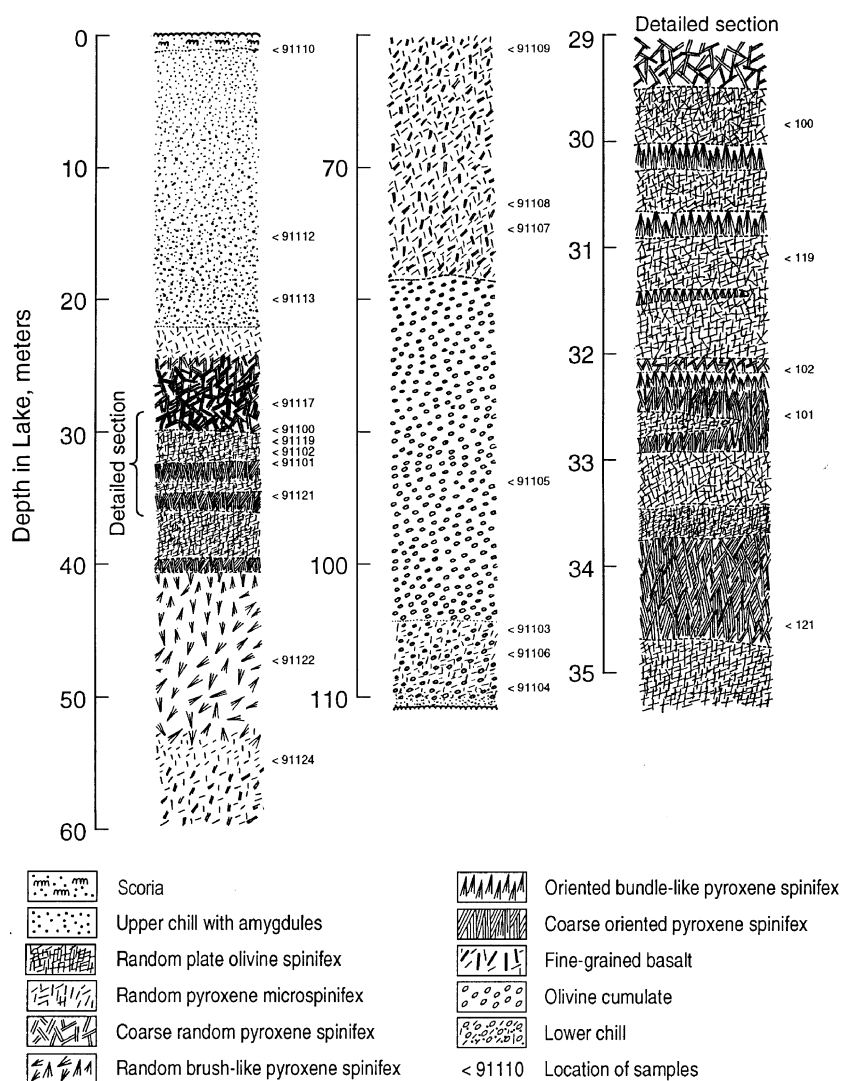 Detailed section
Depth in Lake, meters
0
10
20
30
40
50
60
< 91110
< 91112
< 91113
< 91117
< 91100
< 91119
< 91102
< 91101
< 91121
< 91122
< 91124
Detailed section
70
100
110
< 91109
< 91108
< 91107
< 91105
< 91103
< 91106
< 91104
29
30
31
32
33
34
35
< 100
< 119
< 102
< 101
< 121
Scoria
Upper chill with amygdules
Random plate olivine spinifex
Random pyroxene microspinifex
Coarse random pyroxene spinifex
Random brush-like pyroxene spinifex
Oriented bundle-like pyroxene spinifex
Coarse oriented pyroxene spinifex
Fine-grained basalt
Olivine cumulate
Lower chill
< 91110 Location of samples